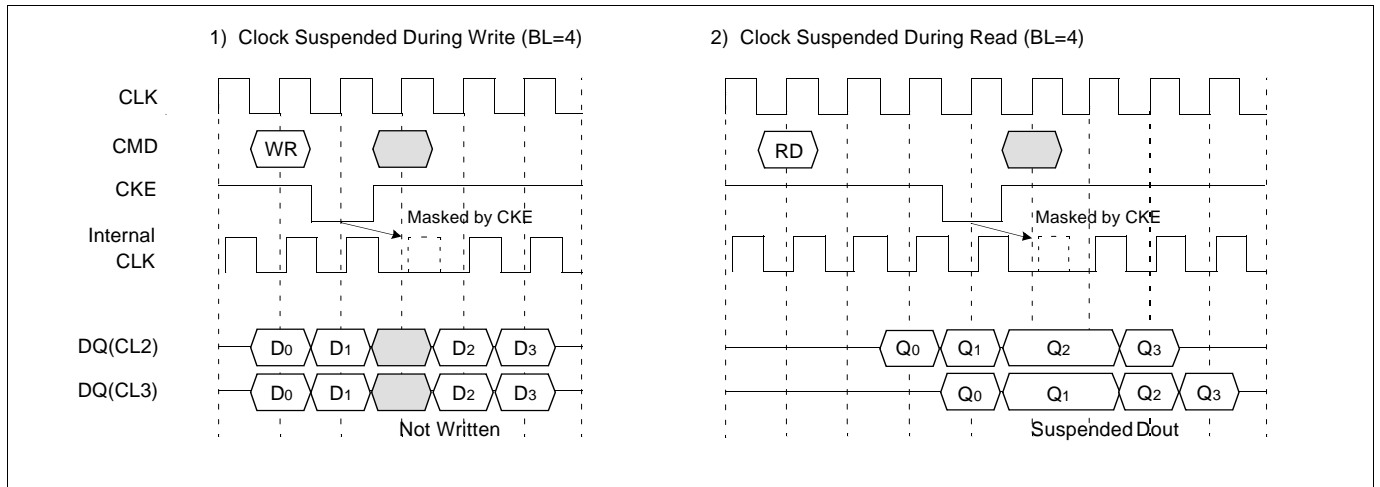 1) Clock Suspended During Write (BL=4)
2) Clock Suspended During Read (BL=4)
CLK
CMD
WR
RD
CKE
Masked by CKE
Masked by CKE
Internal
CLK
DQ(CL2)
D0 D1 D2 D3
Q0 Q1 Q2 Q3
DQ(CL3)
D0 D1 D2 D3
Q0 Q1 Q2 Q3
Not Written
Suspended Dout